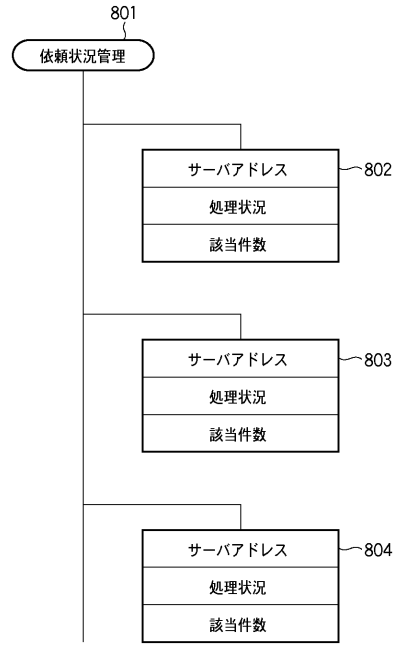 801
依頼状況管理
サーバアドレス
802
処理状況
該当件数
サーバアドレス
803
処理状況
該当件数
サーバアドレス
804
処理状況
該当件数